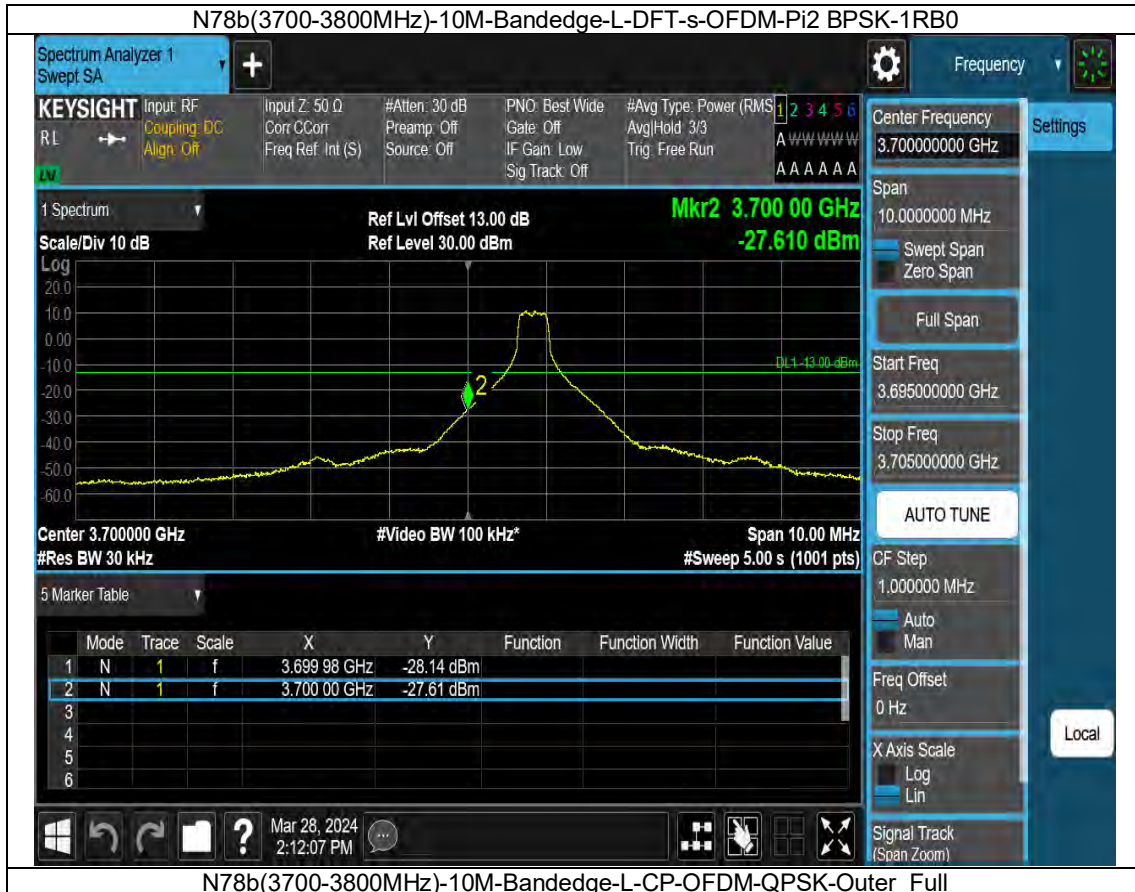 N78b(3700-3800MHz)-10M-Bandedge-L-DFT-s-OFDM-Pi2 BPSK-1RB0
Spectrum Analyzer 1
Swept SA
Frequency
KEYSIGHT
RL
Input: RF
Coupling: DC
Align: Off
Input Z: 50 Ω
Corr CCorr
Freq Ref: Int (S)
#Atten: 30 dB
Preamp: Off
Source: Off
PNO: Best Wide
Gate: Off
IF Gain: Low
Sig Track: Off
#Avg Type: Power (RMS
Avg|Hold: 3/3
Trig: Free Run
1 2 3 4 5 6
A W W W W W
A A A A A A
1 Spectrum
Scale/Div 10 dB
Ref Lvl Offset 13.00 dB
Ref Level 30.00 dBm
Mkr2 3.700 00 GHz
-27.610 dBm
Log
20.0
10.0
0.00
-10.0
-20.0
-30.0
-40.0
-50.0
-60.0
DL1 -13.00 dBm
2
Center 3.700000 GHz
#Video BW 100 kHz*
Span 10.00 MHz
#Res BW 30 kHz
#Sweep 5.00 s (1001 pts)
5 Marker Table
Mode Trace Scale X Y Function Function Width Function Value
1 N 1 f 3.699 98 GHz -28.14 dBm
2 N 1 f 3.700 00 GHz -27.61 dBm
3
4
5
6
Mar 28, 2024
2:12:07 PM
Settings
Center Frequency
3.700000000 GHz
Span
10.0000000 MHz
Swept Span
Zero Span
Full Span
Start Freq
3.695000000 GHz
Stop Freq
3.705000000 GHz
AUTO TUNE
CF Step
1.000000 MHz
Auto
Man
Freq Offset
0 Hz
X Axis Scale
Log
Lin
Signal Track
(Span Zoom)
Local
N78b(3700-3800MHz)-10M-Bandedge-L-CP-OFDM-QPSK-Outer_Full